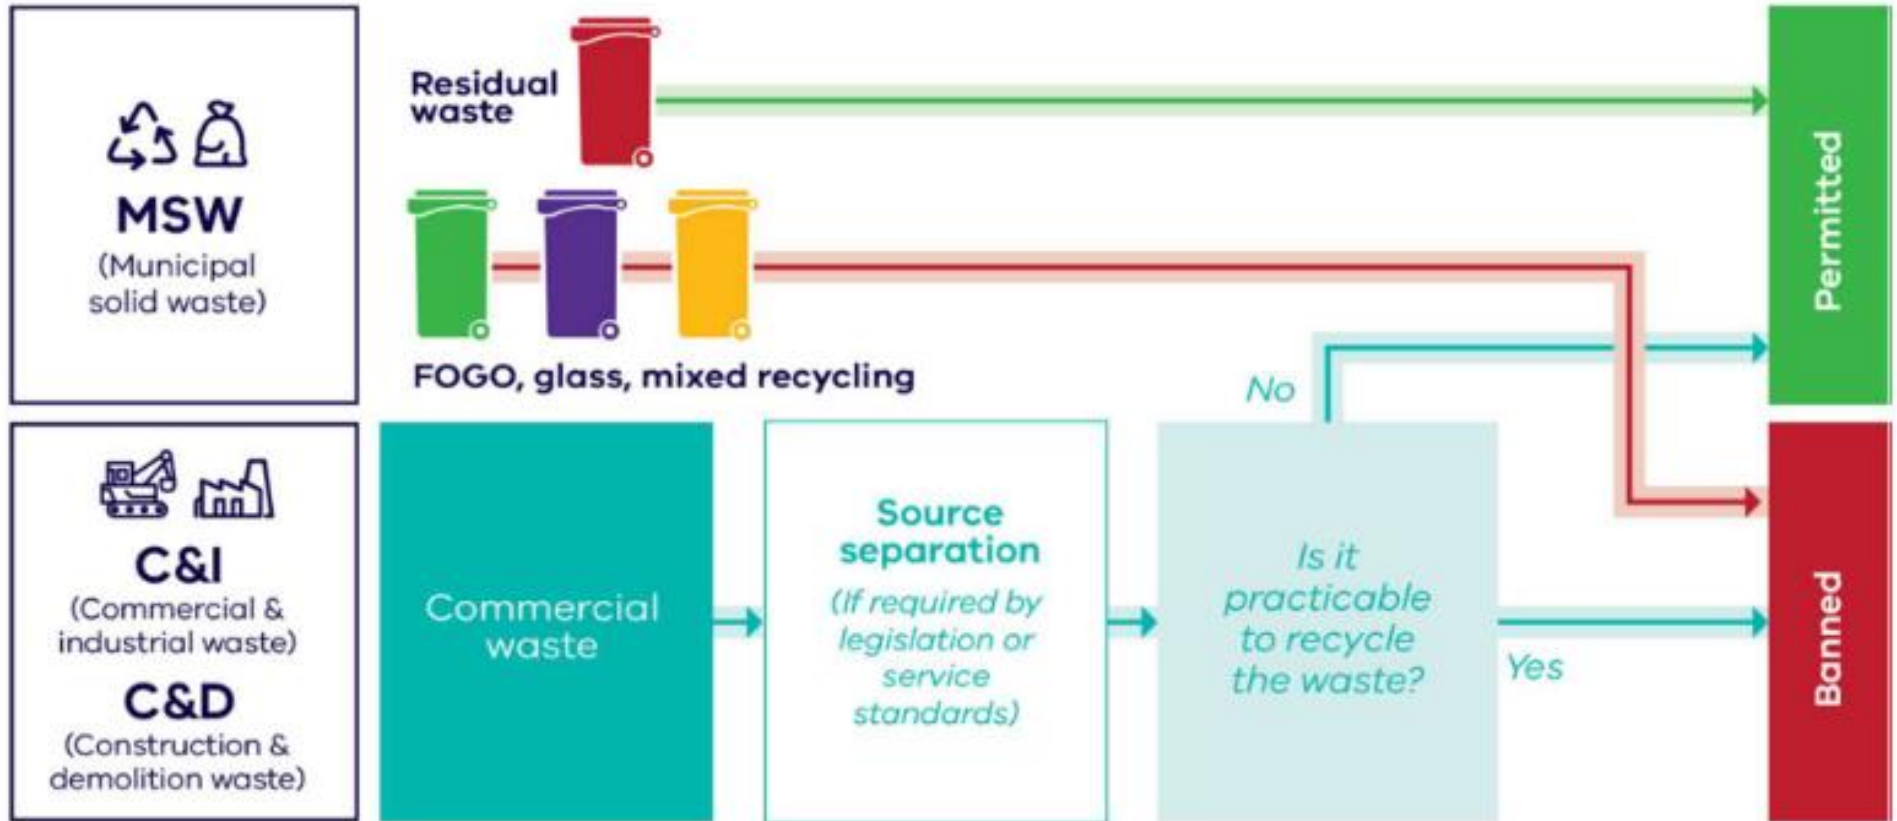 MSW
(Municipal
solid waste)
Residual
waste
FOGO, glass, mixed recycling
Permitted
C&I
(Commercial &
industrial waste)
C&D
(Construction &
demolition waste)
Commercial
waste
Source
separation
(If required by
legislation or
service
standards)
Is it
practicable
to recycle
the waste?
No
Yes
Banned